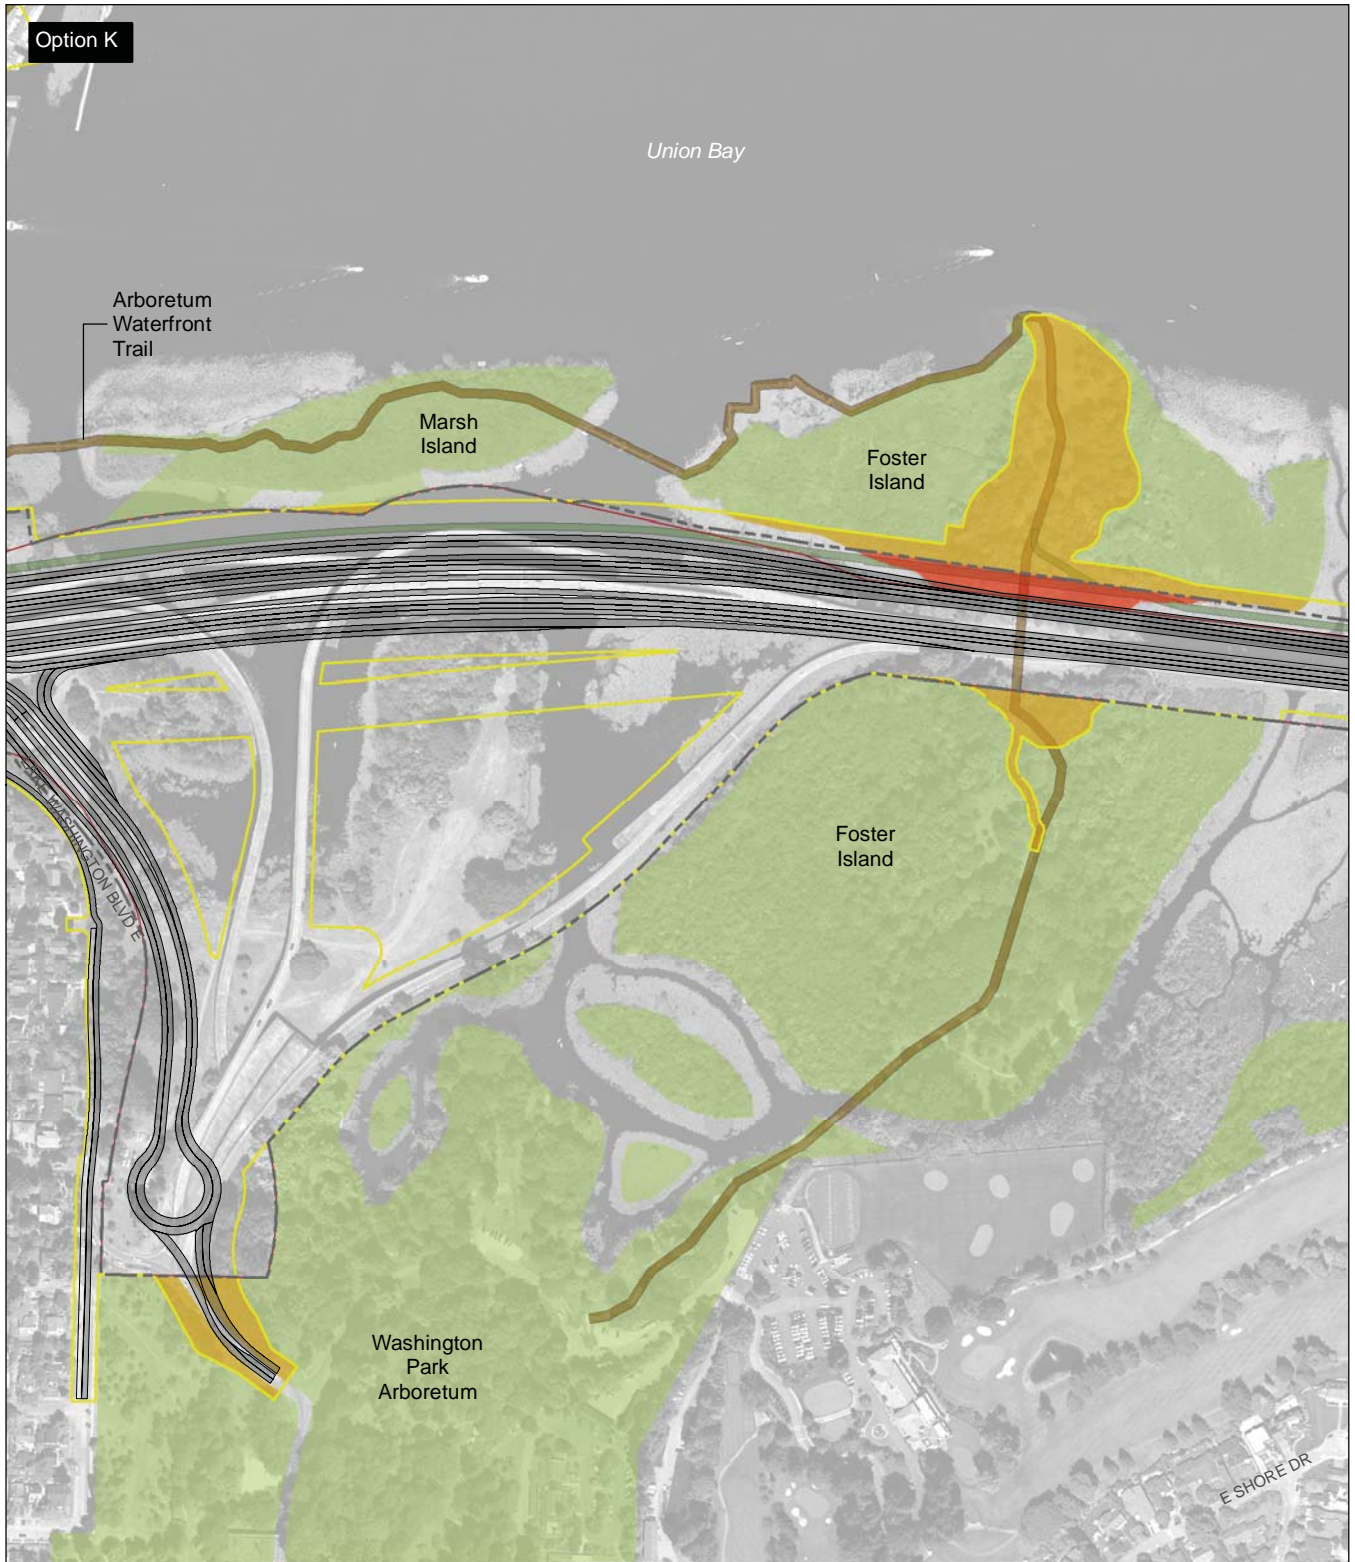 Option K
Union Bay
Arboretum
Waterfront
Trail
Marsh
Island
Foster
Island
LAKE WASHINGTON BLVD E
Foster
Island
Washington
Park
Arboretum
E SHORE DR